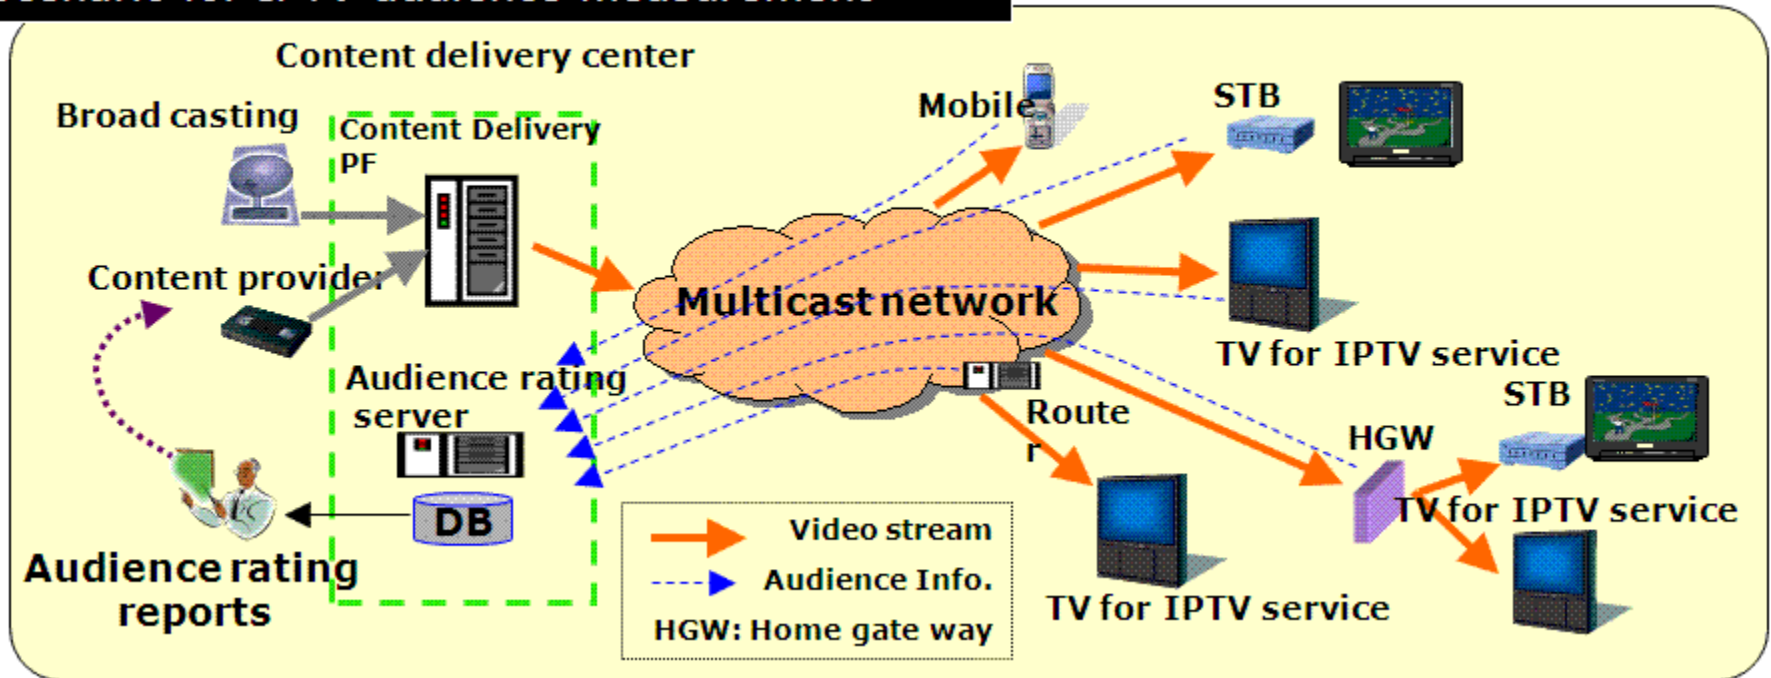 Content delivery center
Broad casting
Content Delivery
PF
Mobile
STB
Content provider
Multicast network
TV for IPTV service
Audience rating
server
Route
r
STB
HGW
TV for IPTV service
DB
Audience rating
reports
Video stream
Audience Info.
HGW: Home gate way
TV for IPTV service